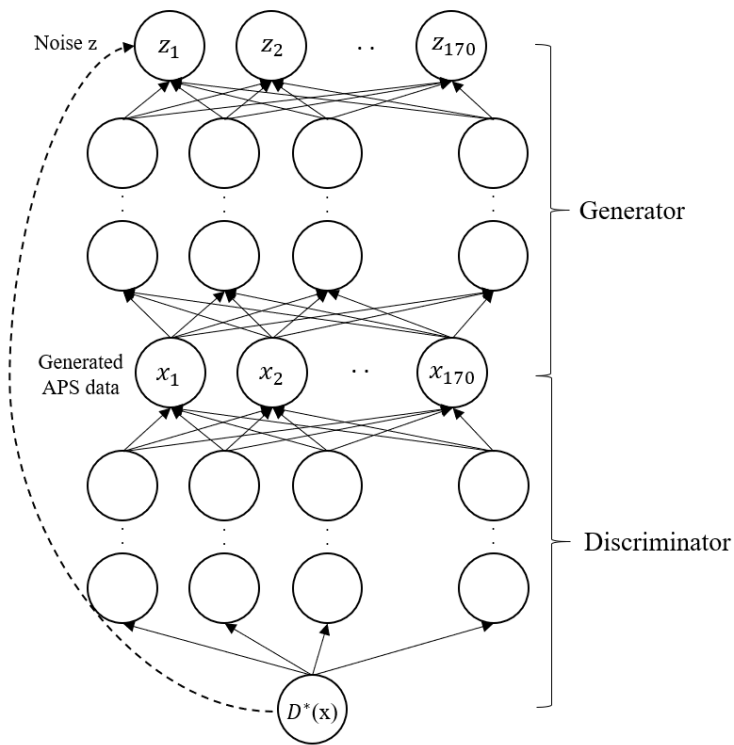 Noise z
z₁
z₂
. .
z₁₇₀
Generator
Generated
APS data
x₁
x₂
. .
x₁₇₀
Discriminator
D*(x)